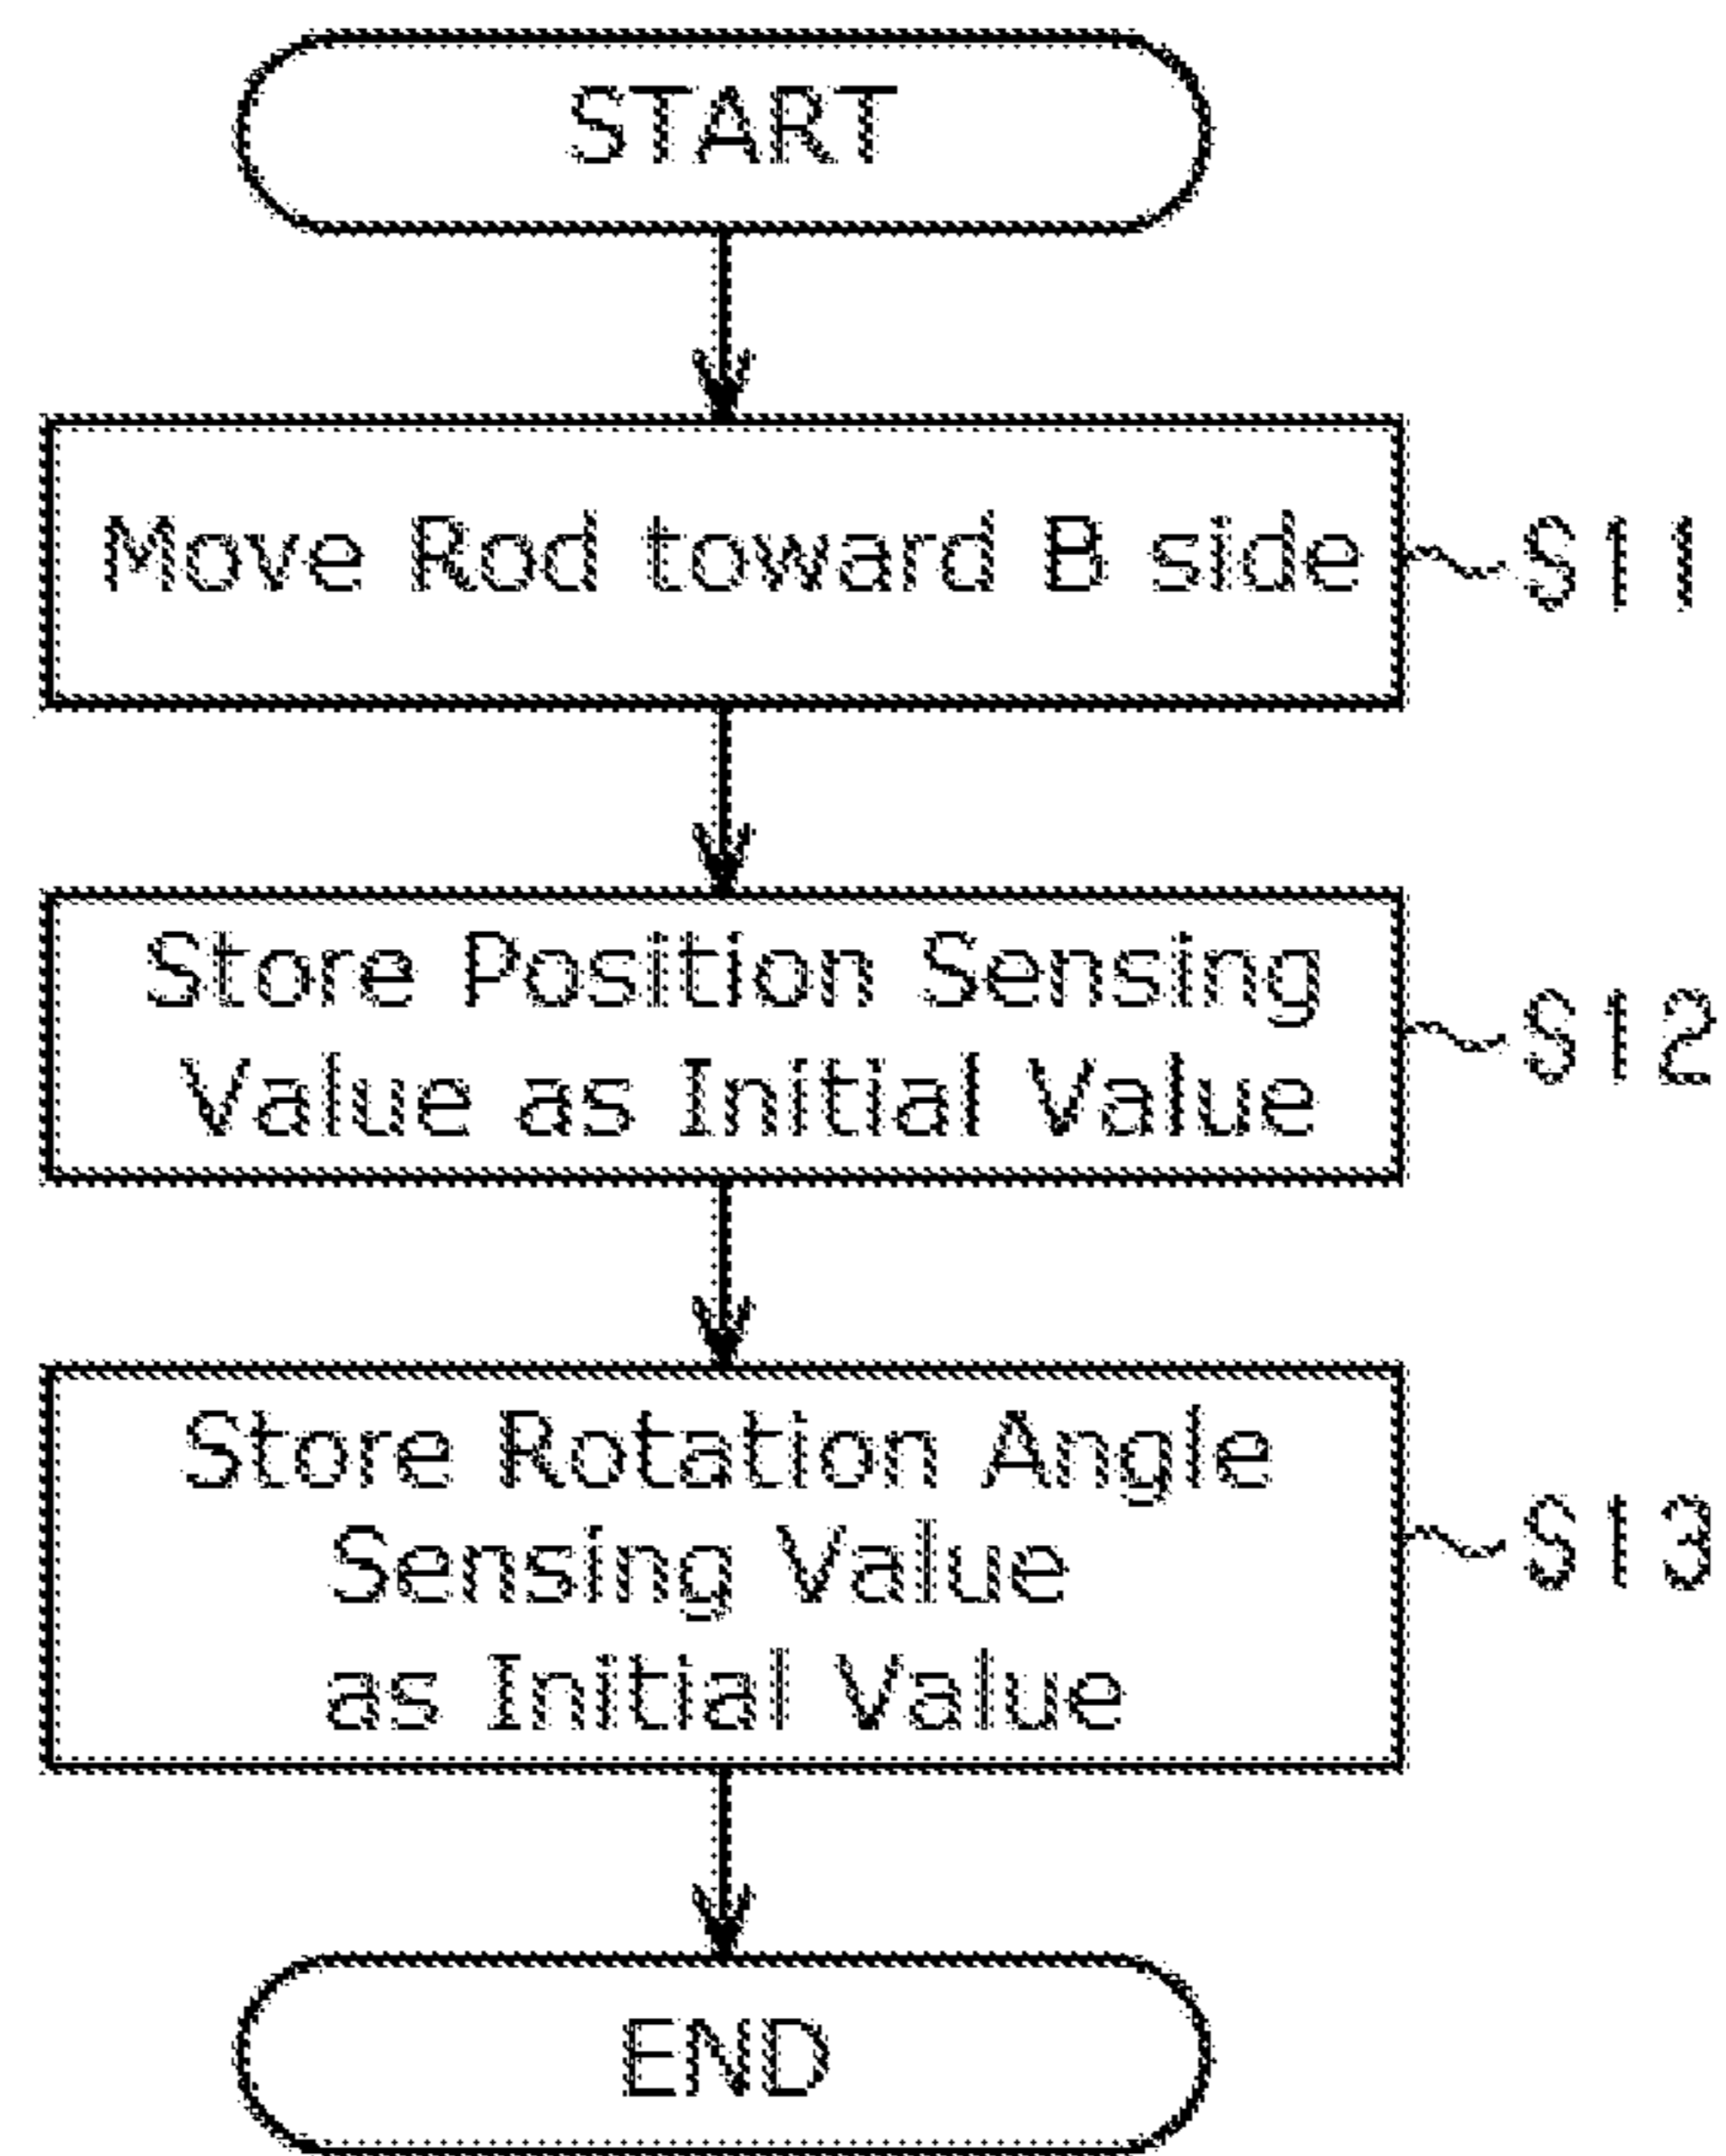 START
Move Rod toward B side
S11
Store Position Sensing
Value as Initial Value
S12
Store Rotation Angle
Sensing Value
as Initial Value
S13
END